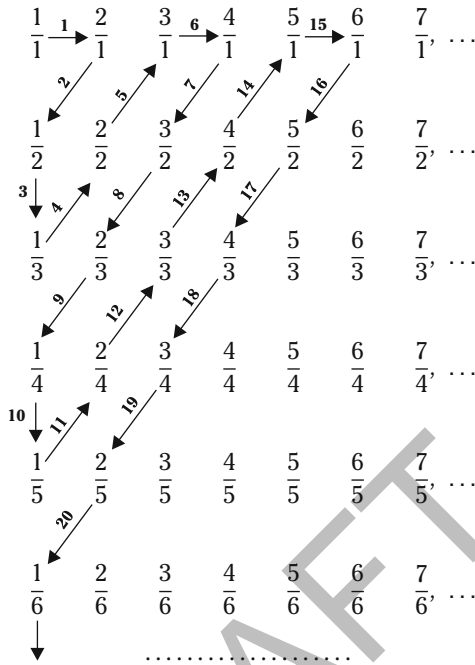 1/1 1 2/1 3/1 6 4/1 5/1 15 6/1 7/1, ...
2 5 7 14 16
1/2 2/2 3/2 4/2 5/2 6/2 7/2, ...
3 4 8 13 17
1/3 2/3 3/3 4/3 5/3 6/3 7/3, ...
9 12 18
1/4 2/4 3/4 4/4 5/4 6/4 7/4, ...
10 11 19
1/5 2/5 3/5 4/5 5/5 6/5 7/5, ...
20
1/6 2/6 3/6 4/6 5/6 6/6 7/6, ...
.....................